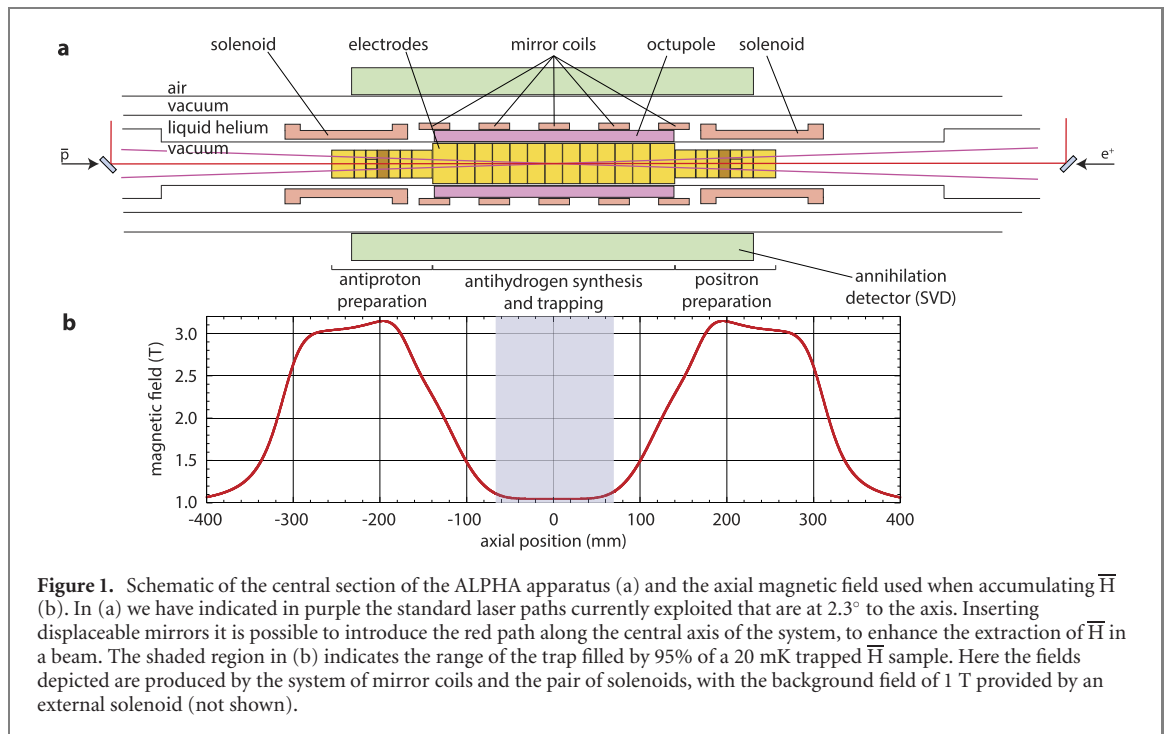 a
solenoid electrodes mirror coils octupole solenoid
air
vacuum
liquid helium
vacuum
p̅ e⁺
annihilation
detector (SVD)
antiproton
preparation
antihydrogen synthesis
and trapping
positron
preparation
b
magnetic field (T)
3.0
2.5
2.0
1.5
1.0
-400 -300 -200 -100 0 100 200 300 400
axial position (mm)
Figure 1. Schematic of the central section of the ALPHA apparatus (a) and the axial magnetic field used when accumulating H̅
(b). In (a) we have indicated in purple the standard laser paths currently exploited that are at 2.3° to the axis. Inserting
displaceable mirrors it is possible to introduce the red path along the central axis of the system, to enhance the extraction of H̅ in
a beam. The shaded region in (b) indicates the range of the trap filled by 95% of a 20 mK trapped H̅ sample. Here the fields
depicted are produced by the system of mirror coils and the pair of solenoids, with the background field of 1 T provided by an
external solenoid (not shown).